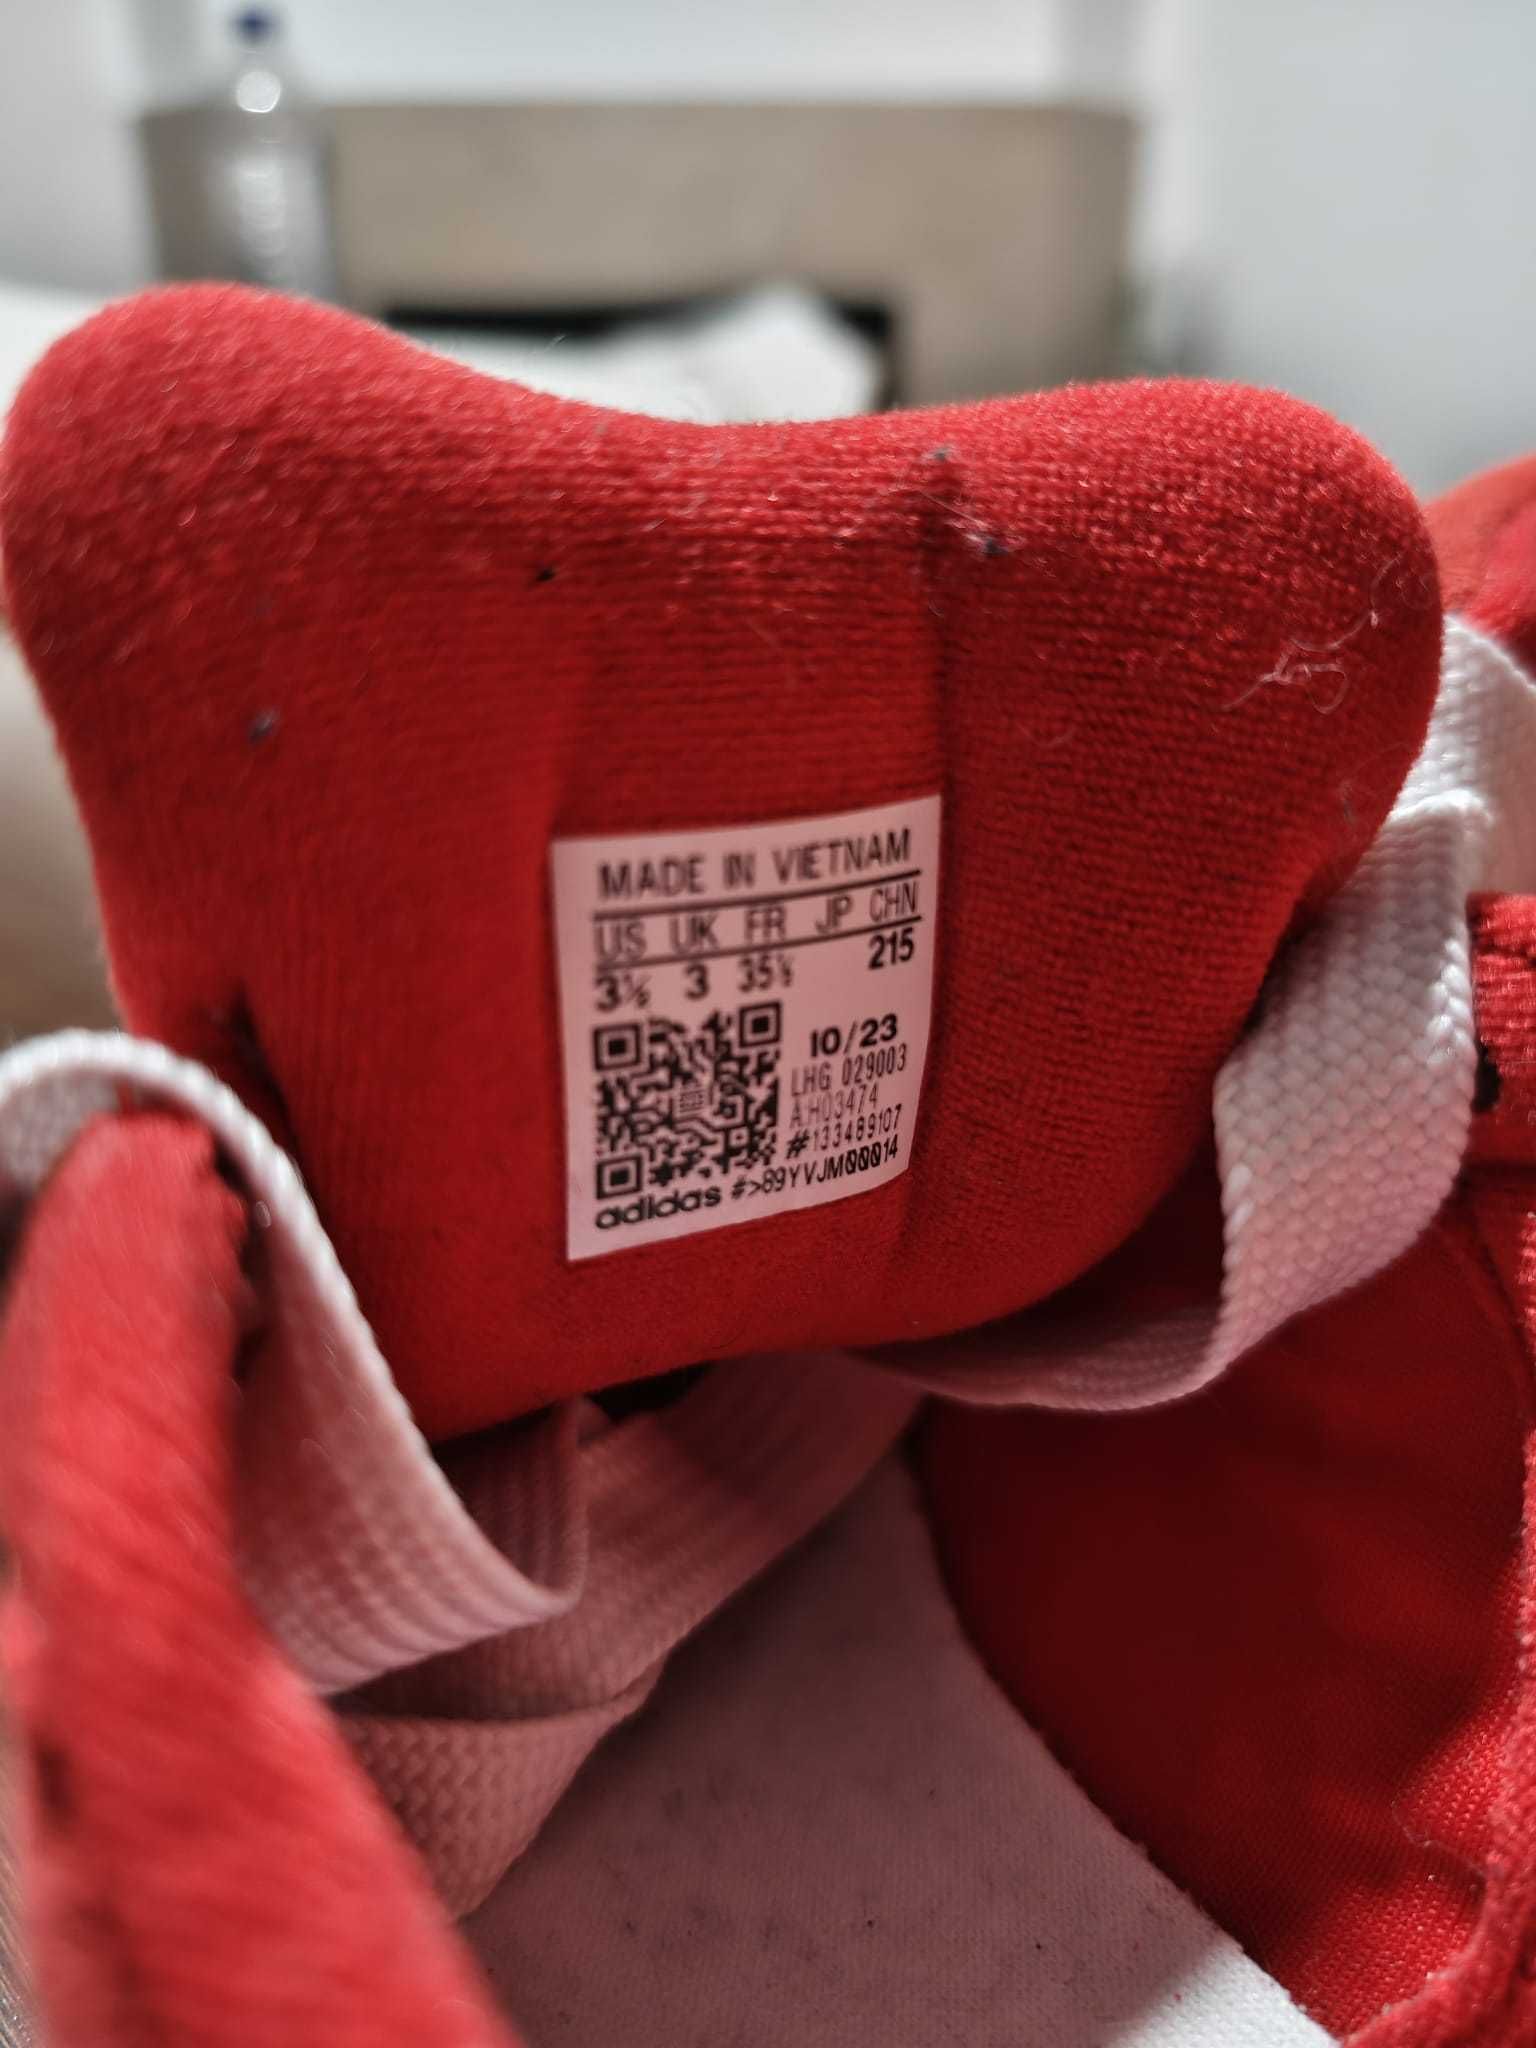 MADE IN VIETNAM
US UK FR JP CHN
3½ 3 35½ 215
10/23
LHG 029003
A:H03474
#133489107
adidas #>89YVJM00014